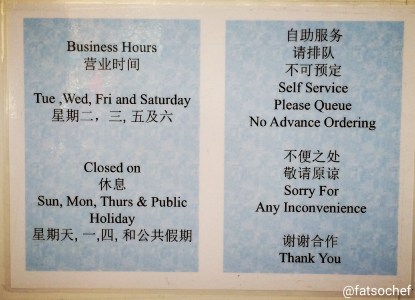 Business Hours
营业时间
Tue ,Wed, Fri and Saturday
星期二，三, 五及六
Closed on
休息
Sun, Mon, Thurs & Public
Holiday
星期天, 一,四, 和公共假期
自助服务
请排队
不可预定
Self Service
Please Queue
No Advance Ordering
不便之处
敬请原谅
Sorry For
Any Inconvenience
谢谢合作
Thank You
@fatsochef